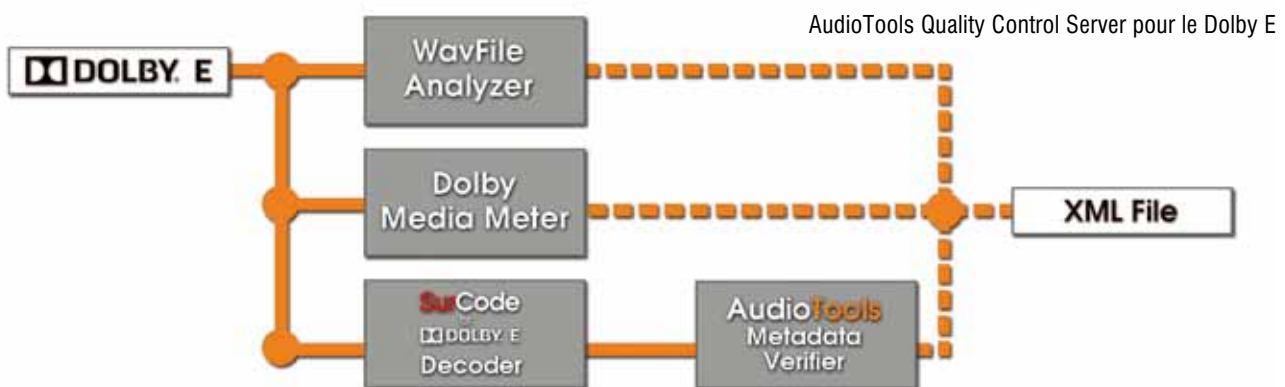 AudioTools Quality Control Server pour le Dolby E
DOLBY E
WavFile
Analyzer
Dolby
Media Meter
SurCode
DOLBY E
Decoder
AudioTools
Metadata
Verifier
XML File